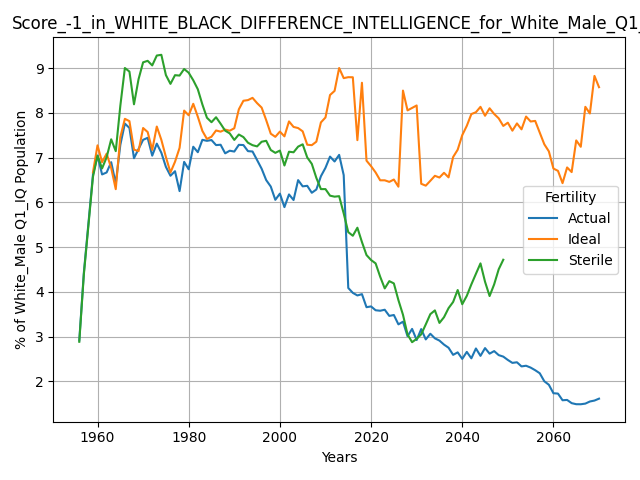 Score_-1_in_WHITE_BLACK_DIFFERENCE_INTELLIGENCE_for_White_Male_Q1_
% of White_Male Q1_IQ Population
9
8
7
6
5
4
3
2
Fertility
Actual
Ideal
Sterile
1960
1980
2000
2020
2040
2060
Years